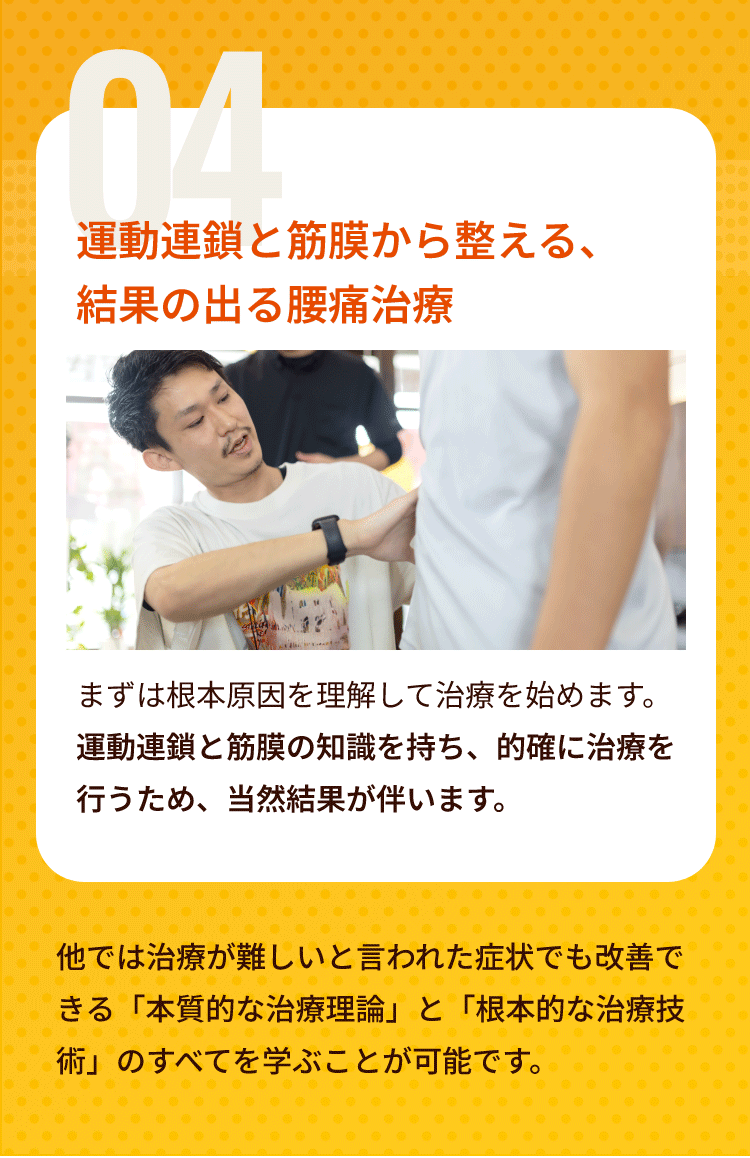 04
運動連鎖と筋膜から整える、
結果の出る腰痛治療
まずは根本原因を理解して治療を始めます。
運動連鎖と筋膜の知識を持ち、的確に治療を
行うため、当然結果が伴います。
他では治療が難しいと言われた症状でも改善で
きる「本質的な治療理論」と「根本的な治療技
術」のすべてを学ぶことが可能です。